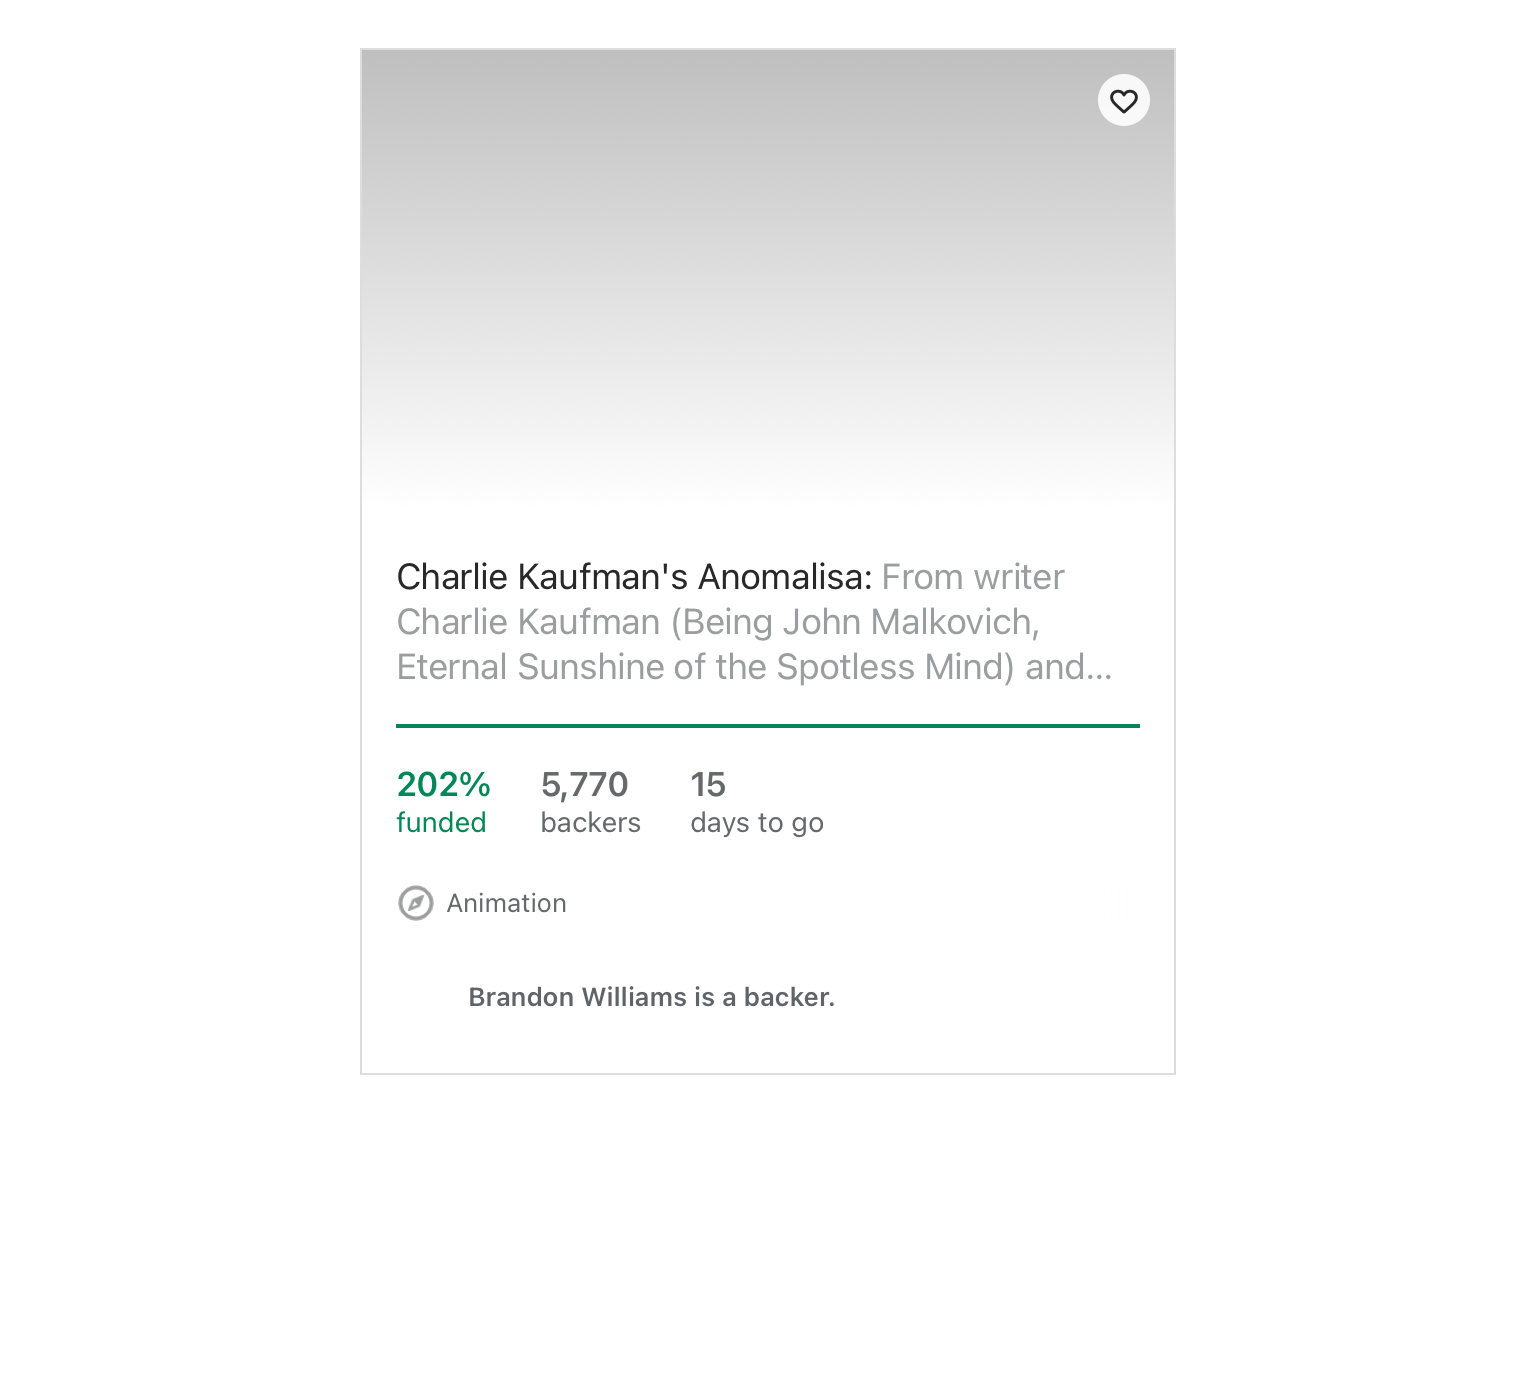 Charlie Kaufman's Anomalisa: From writer
Charlie Kaufman (Being John Malkovich,
Eternal Sunshine of the Spotless Mind) and...
202% 5,770 15
funded backers days to go
Animation
Brandon Williams is a backer.